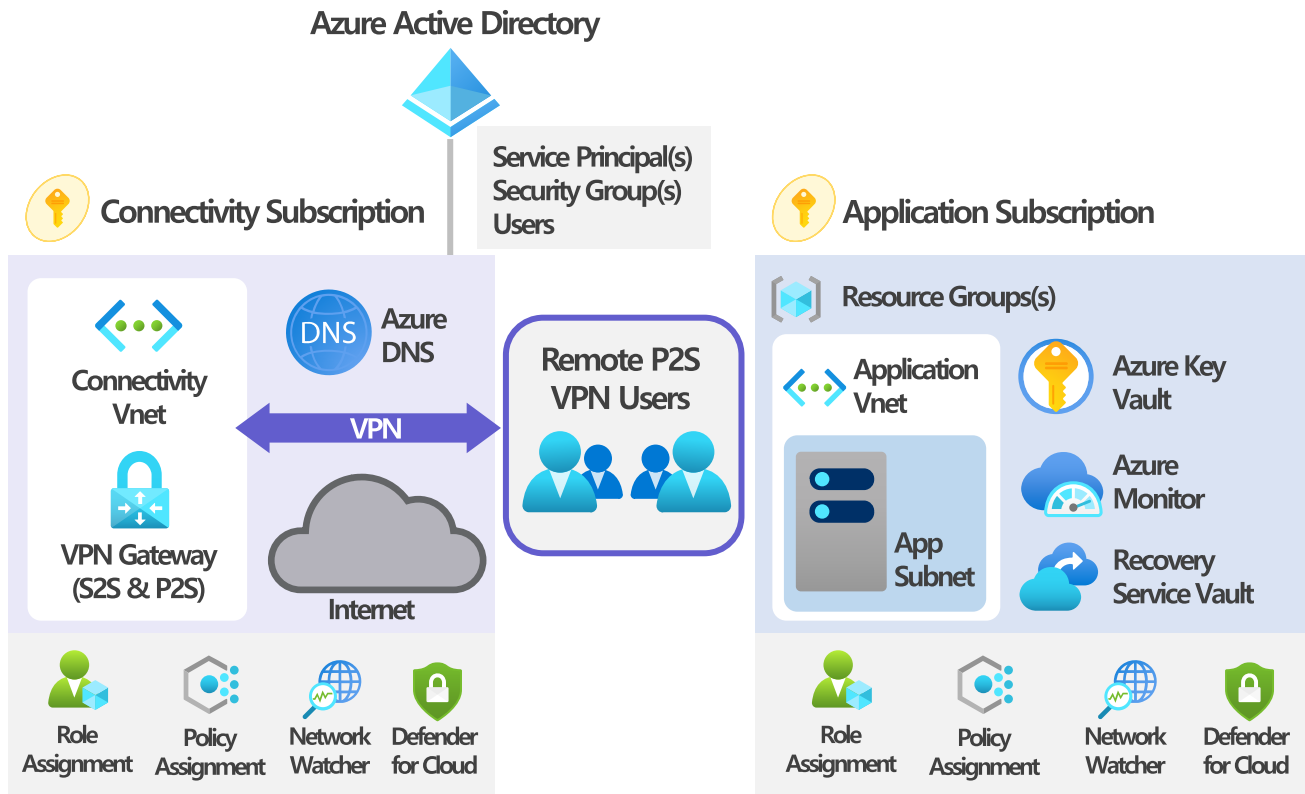 Azure Active Directory
Service Principal(s)
Security Group(s)
Users
Connectivity Subscription
Connectivity
Vnet
VPN Gateway
(S2S & P2S)
DNS
Azure
DNS
VPN
Internet
Remote P2S
VPN Users
Role
Assignment
Policy
Assignment
Network
Watcher
Defender
for Cloud
Application Subscription
Resource Groups(s)
Application
Vnet
App
Subnet
Azure Key
Vault
Azure
Monitor
Recovery
Service Vault
Role
Assignment
Policy
Assignment
Network
Watcher
Defender
for Cloud